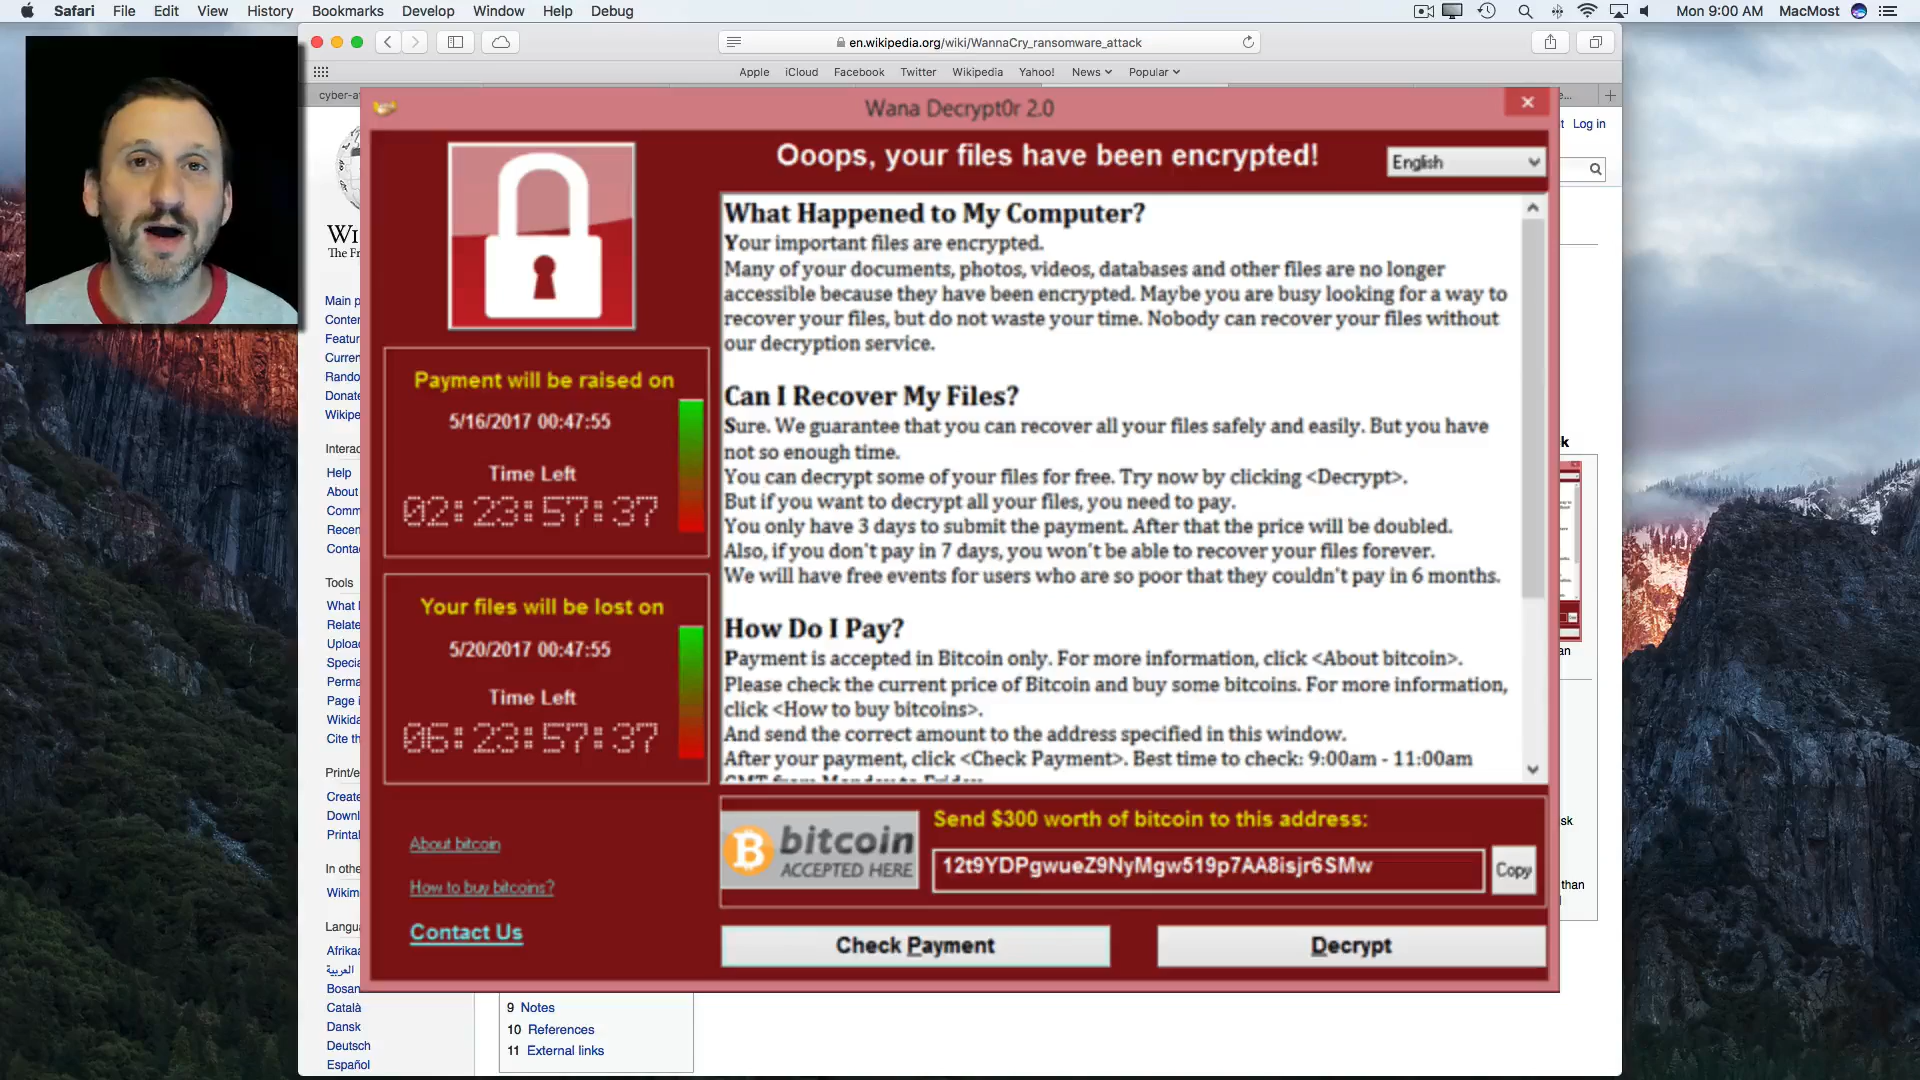 Safari File Edit View History Bookmarks Develop Window Help Debug
Mon 9:00 AM MacMost
en.wikipedia.org/wiki/WannaCry_ransomware_attack
Apple iCloud Facebook Twitter Wikipedia Yahoo! News Popular
Log in
Wana Decrypt0r 2.0
Ooops, your files have been encrypted!
English
What Happened to My Computer?
Your important files are encrypted.
Many of your documents, photos, videos, databases and other files are no longer
accessible because they have been encrypted. Maybe you are busy looking for a way to
recover your files, but do not waste your time. Nobody can recover your files without
our decryption service.
Can I Recover My Files?
Sure. We guarantee that you can recover all your files safely and easily. But you have
not so enough time.
You can decrypt some of your files for free. Try now by clicking <Decrypt>.
But if you want to decrypt all your files, you need to pay.
You only have 3 days to submit the payment. After that the price will be doubled.
Also, if you don't pay in 7 days, you won't be able to recover your files forever.
We will have free events for users who are so poor that they couldn't pay in 6 months.
How Do I Pay?
Payment is accepted in Bitcoin only. For more information, click <About bitcoin>.
Please check the current price of Bitcoin and buy some bitcoins. For more information,
click <How to buy bitcoins>.
And send the correct amount to the address specified in this window.
After your payment, click <Check Payment>. Best time to check: 9:00am - 11:00am
GMT from Monday to Friday
Payment will be raised on
5/16/2017 00:47:55
Time Left
02:23:57:37
Your files will be lost on
5/20/2017 00:47:55
Time Left
06:23:57:37
About bitcoin
How to buy bitcoins?
Contact Us
bitcoin
ACCEPTED HERE
Send $300 worth of bitcoin to this address:
12t9YDPgwueZ9NyMgw519p7AA8isjr6SMw
Copy
Check Payment
Decrypt
Help
About
Tools
What
Upload
Page
Cite
Afrikaa
العربية
Català
Dansk
Deutsch
Español
9 Notes
10 References
11 External links
than